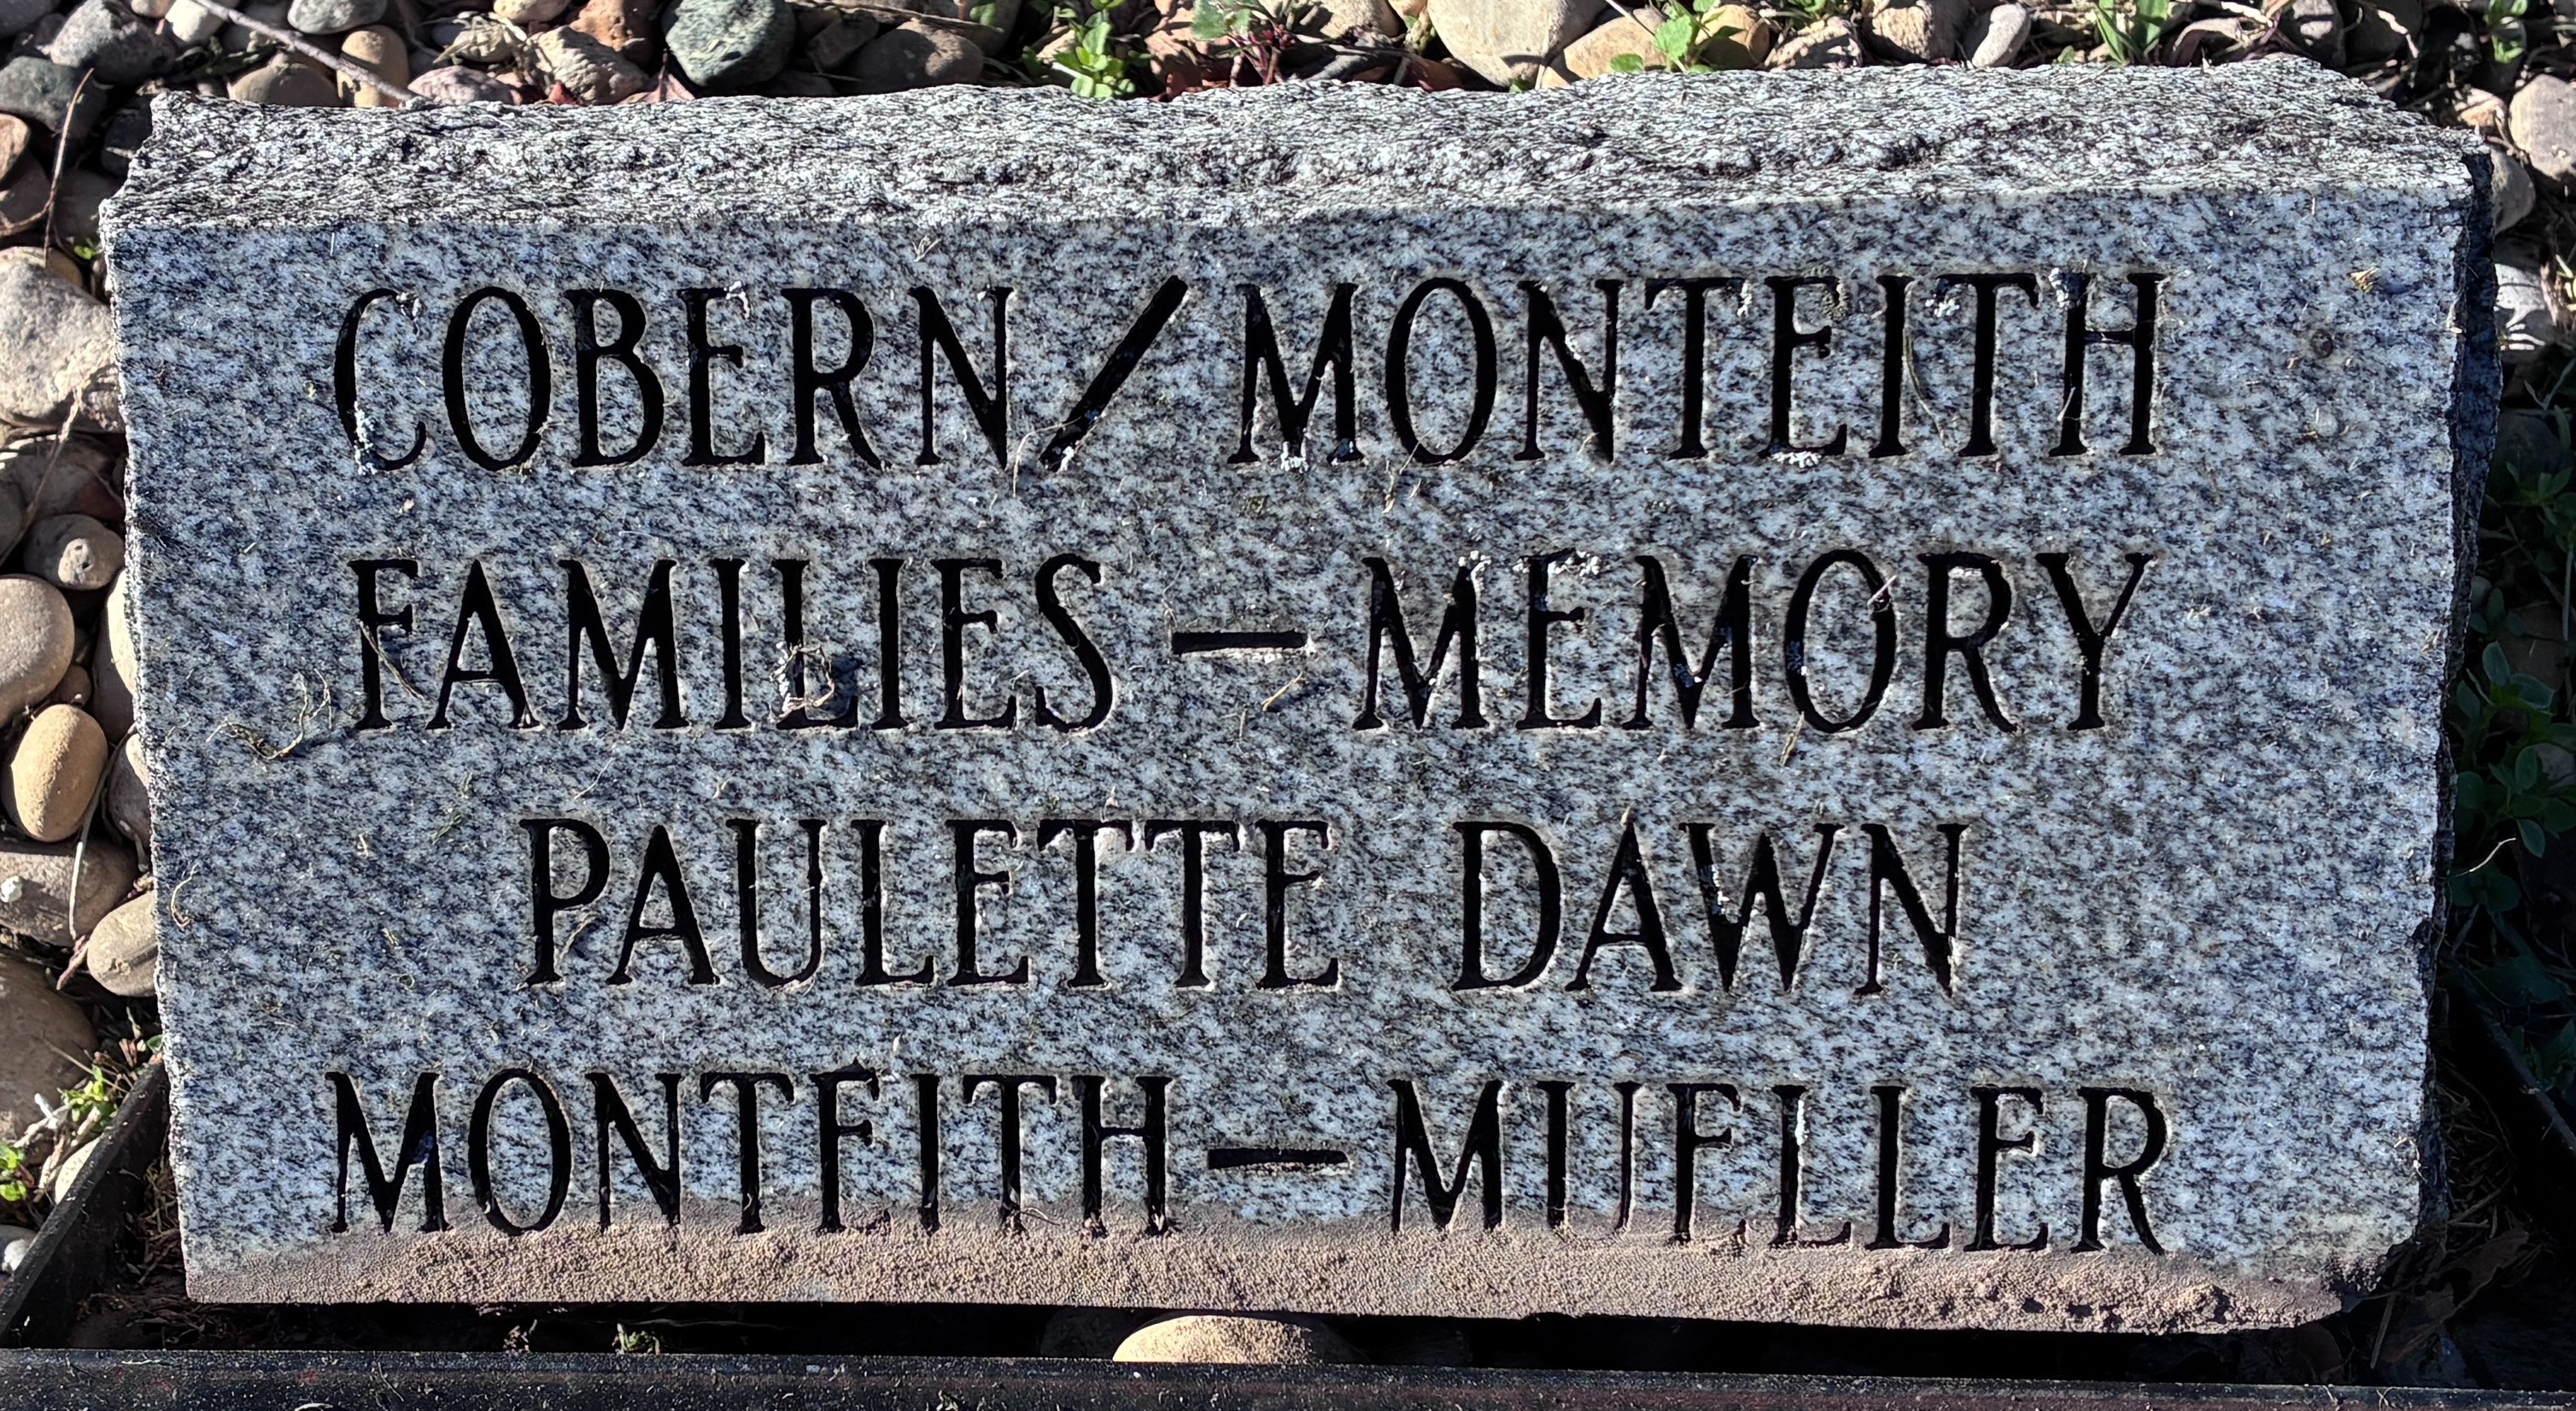 COBERN/MONTEITH
FAMILIES—MEMORY
PAULETTE DAWN
MONTEITH—MUELLER